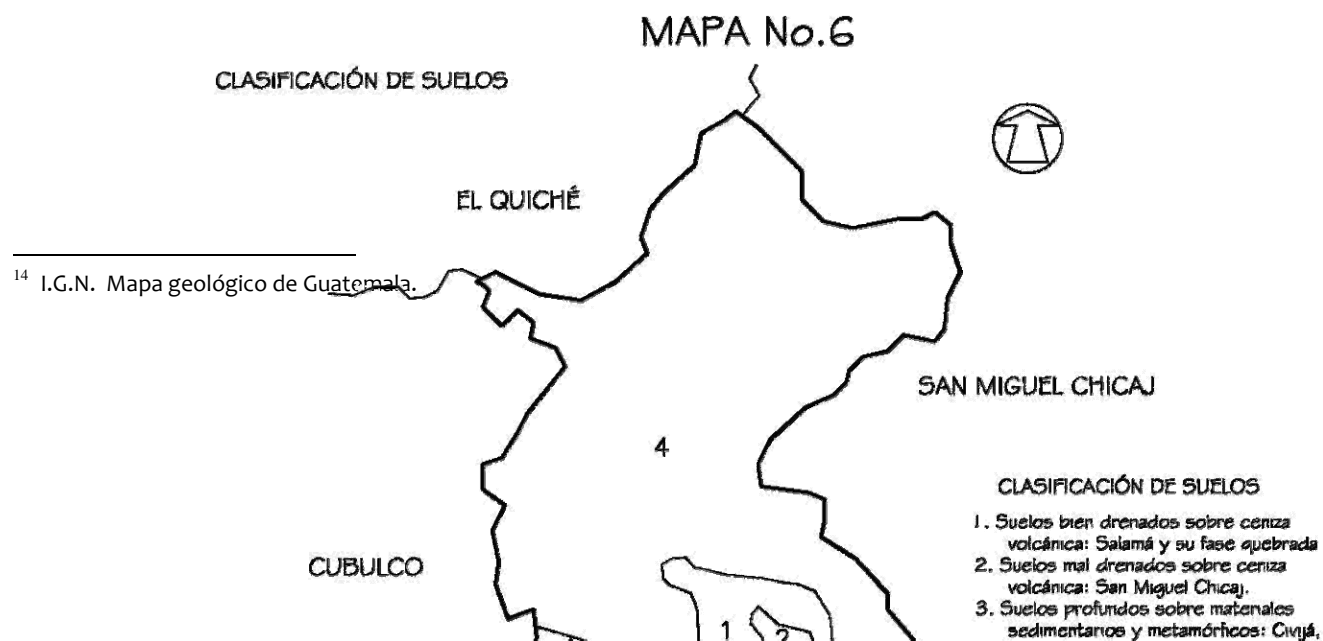 MAPA No.6
CLASIFICACIÓN DE SUELOS
EL QUICHÉ
14 I.G.N. Mapa geológico de Guatemala.
SAN MIGUEL CHICAJ
4
CLASIFICACIÓN DE SUELOS
1. Suelos bien drenados sobre ceniza
volcánica: Salamá y su fase quebrada
2. Suelos mal drenados sobre ceniza
volcánica: San Miguel Chicaj.
3. Suelos profundos sobre materiales
sedimentarios y metamórficos: Civijá,
CUBULCO
1
2